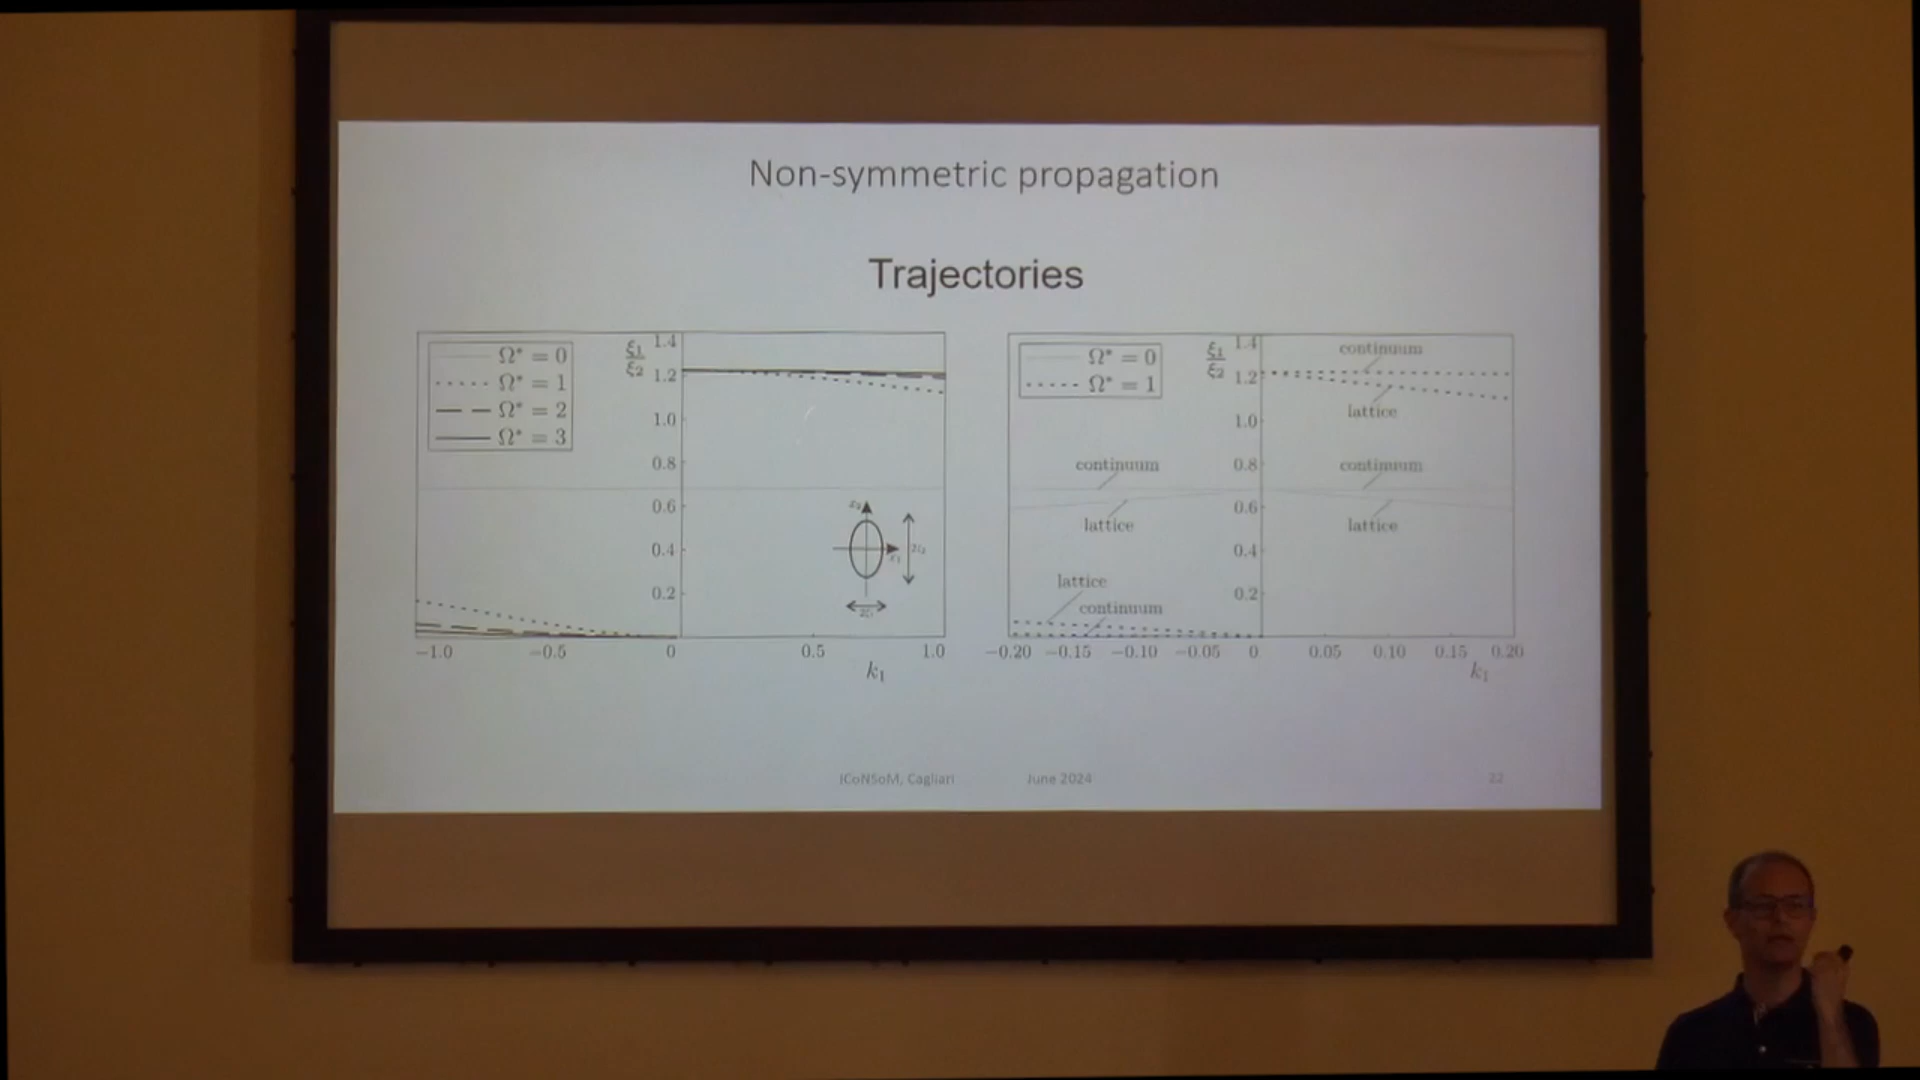 Non-symmetric propagation
Trajectories
Ω* = 0
Ω* = 1
Ω* = 2
Ω* = 3
ξ₁
ξ₂
1.4
1.2
1.0
0.8
0.6
0.4
0.2
−1.0 −0.5 0 0.5 1.0
k₁
Ω* = 0
Ω* = 1
ξ₁
ξ₂
1.4
1.2
1.0
0.8
0.6
0.4
0.2
continuum
lattice
continuum
continuum
lattice
lattice
lattice
continuum
−0.20 −0.15 −0.10 −0.05 0 0.05 0.10 0.15 0.20
k₁
ICoNSoM, Cagliari June 2024 22